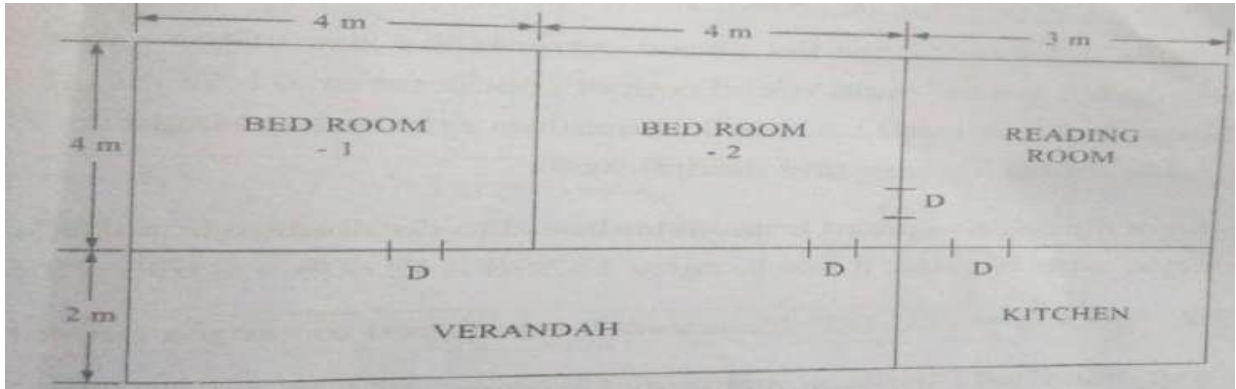 4 m
4 m
3 m
4 m
BED ROOM
- 1
BED ROOM
- 2
READING
ROOM
D
D
D
D
2 m
VERANDAH
KITCHEN